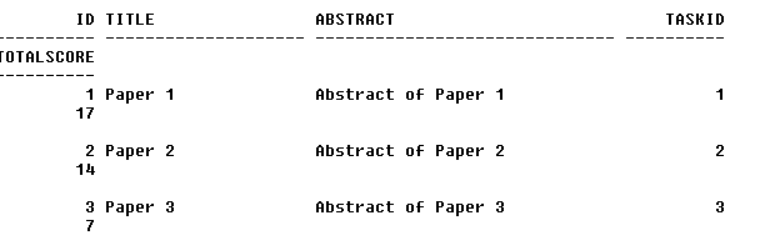 ID TITLE ABSTRACT TASKID
---------- -------------------- ------------------------------ ----------
TOTALSCORE
----------
1 Paper 1 Abstract of Paper 1 1
17
2 Paper 2 Abstract of Paper 2 2
14
3 Paper 3 Abstract of Paper 3 3
7